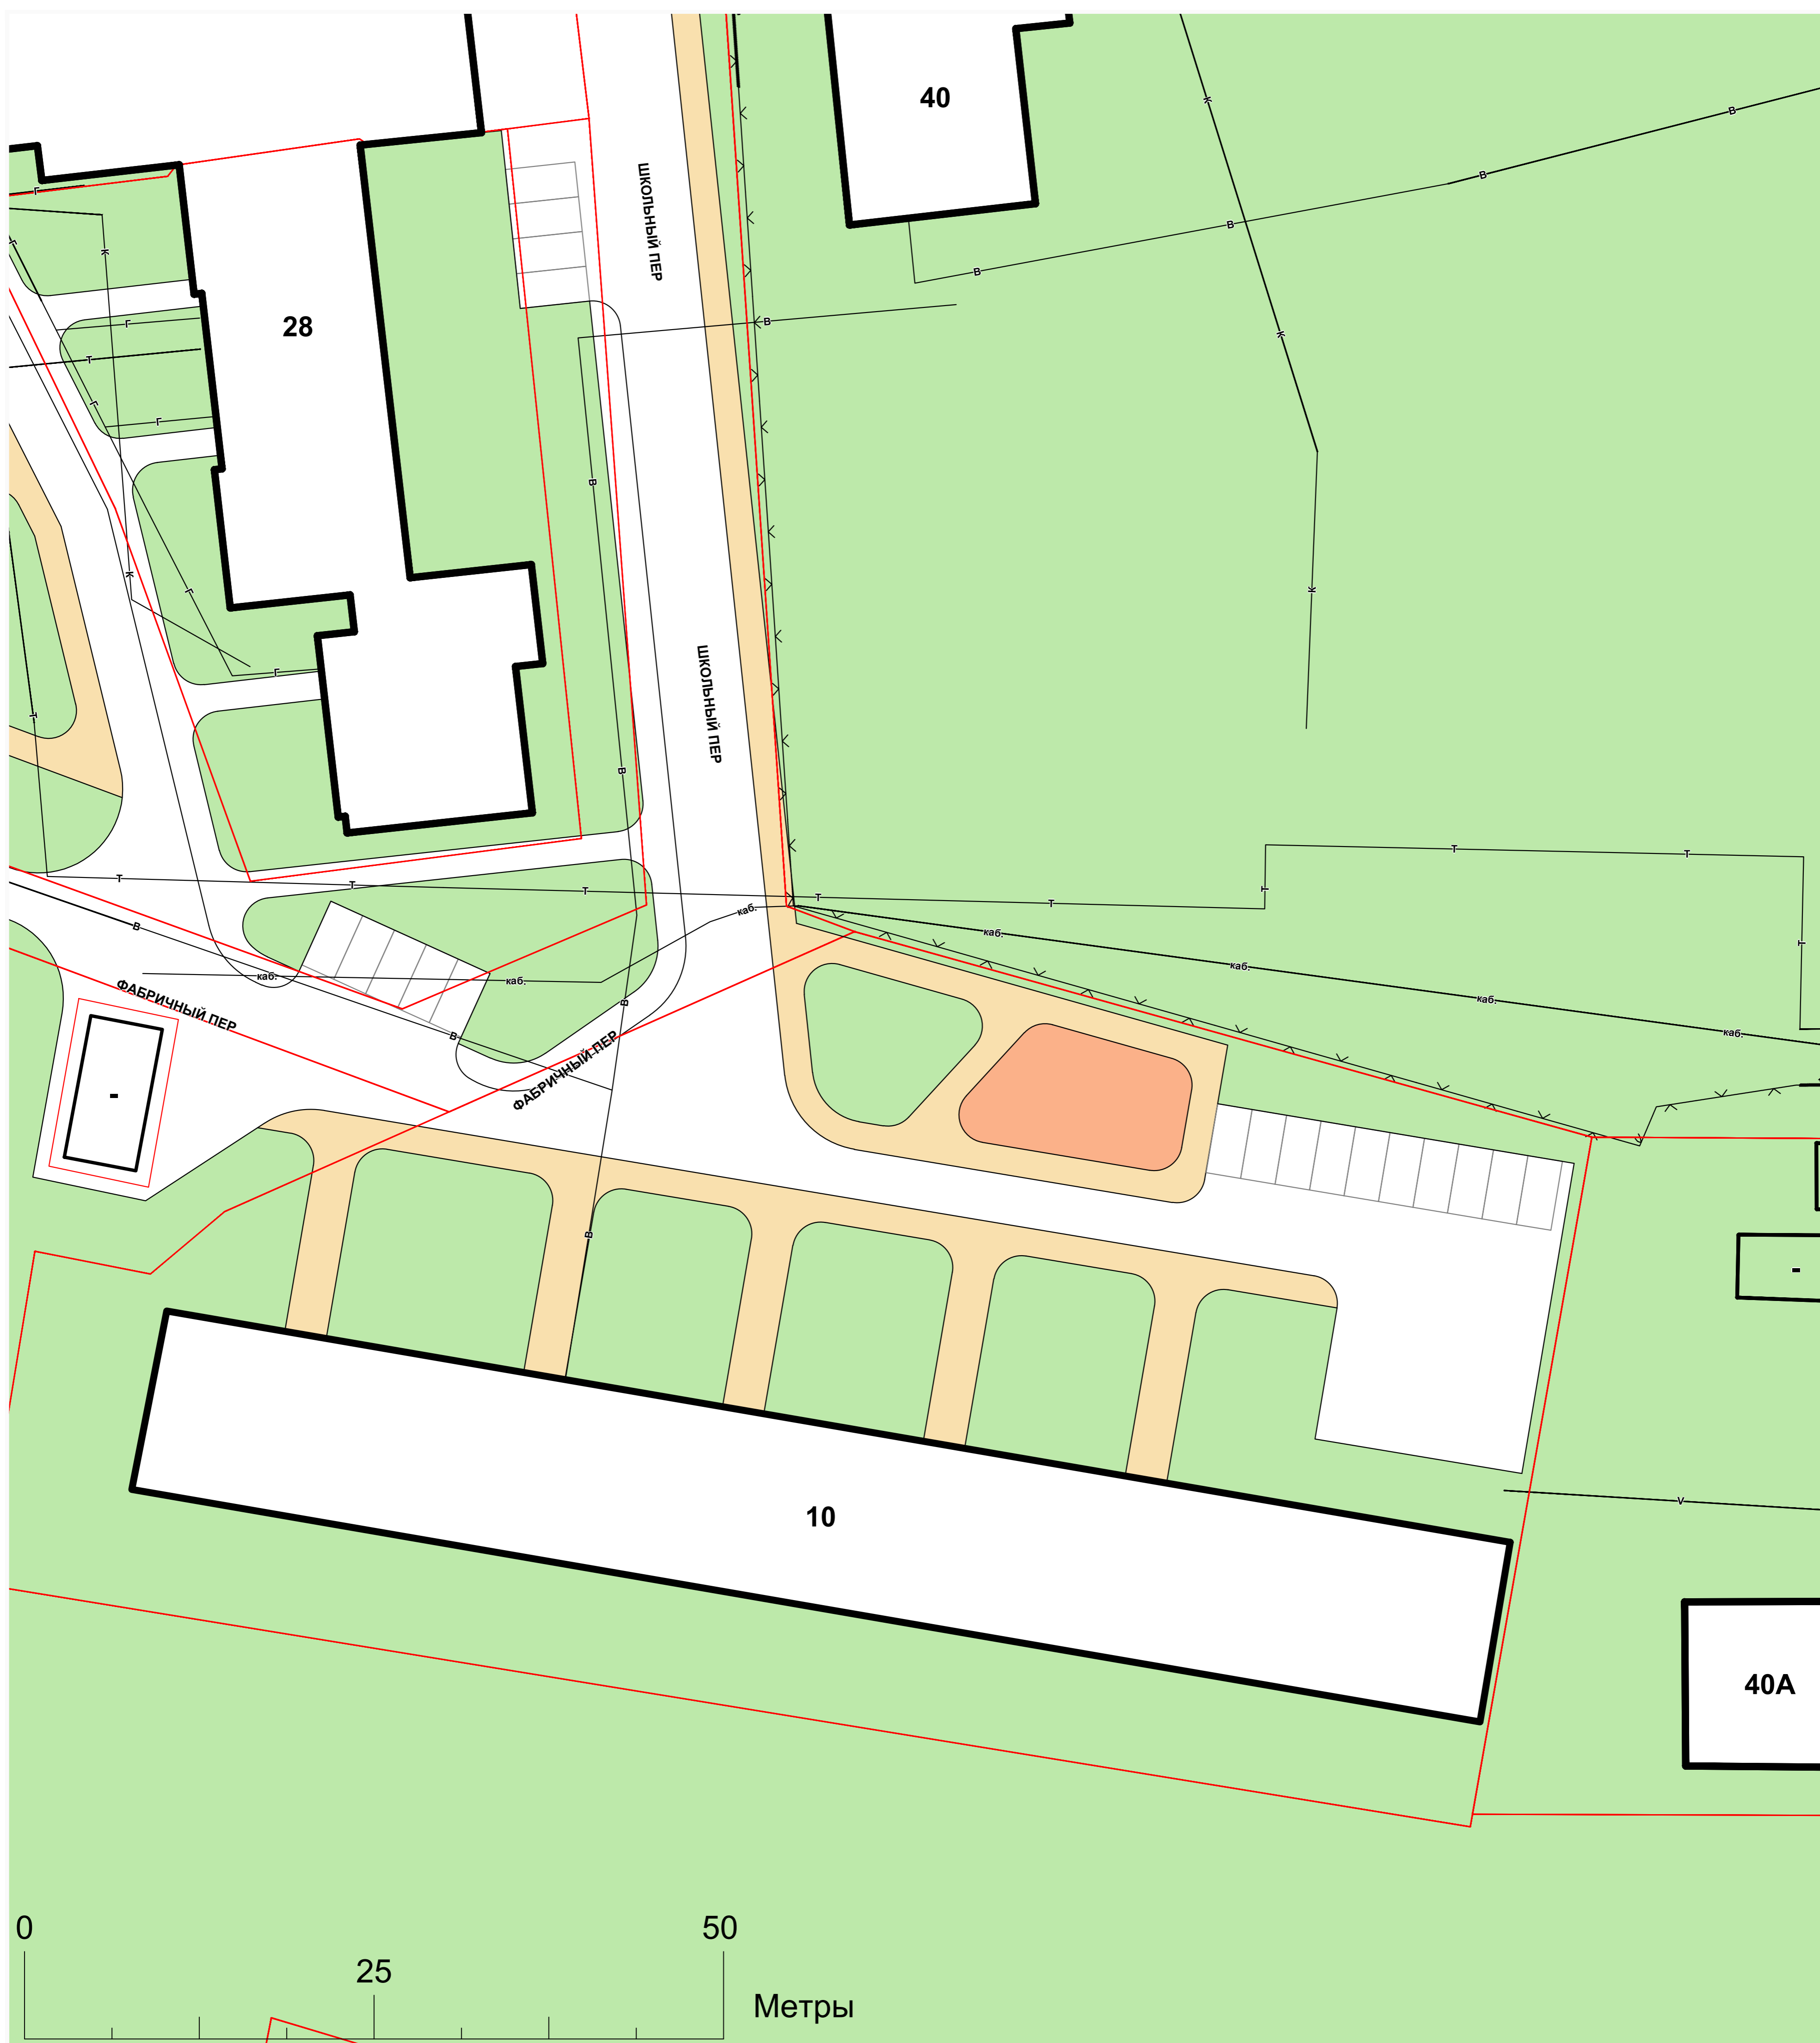 40
В
К
ШКОЛЬНЫЙ ПЕР
Г
К
В
Г
В
В
28
Г
В
К
Т
Г
Г
В
К
К
Г
ШКОЛЬНЫЙ ПЕР
Г
Т
В
Т
Т
Т
Т
Т
Т
Т
Т
Т
каб.
В
каб.
Т
каб.
каб.
каб.
каб.
В
ФАБРИЧНЫЙ ПЕР
каб.
В
ФАБРИЧНЫЙ ПЕР
-
В
-
V
10
40А
0
50
25
Метры